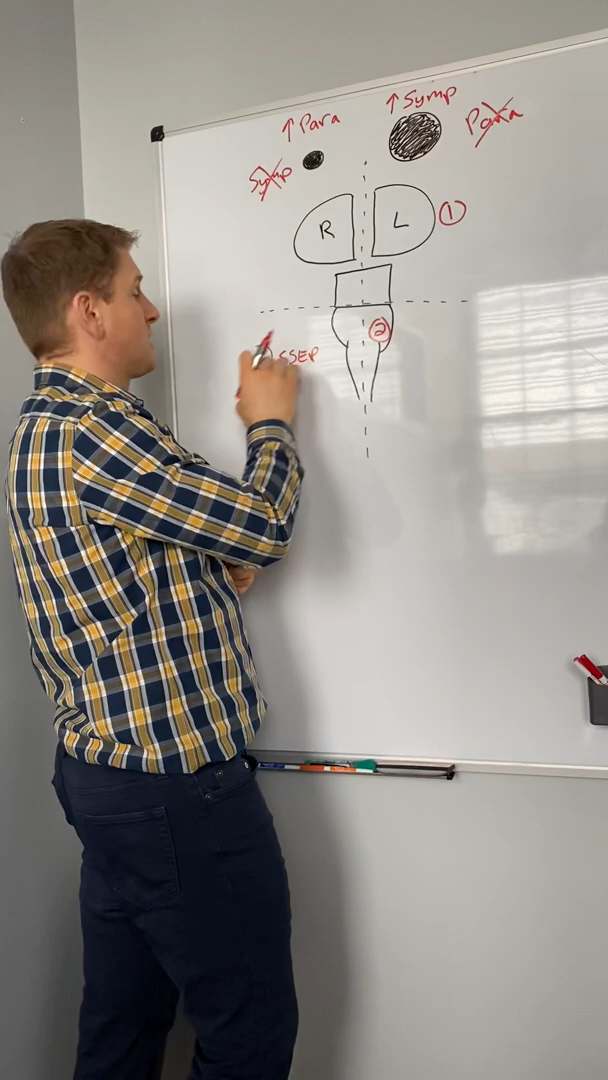 ↑ Para
↑ Symp
Symp
Para
R
L
①
②
SSEP